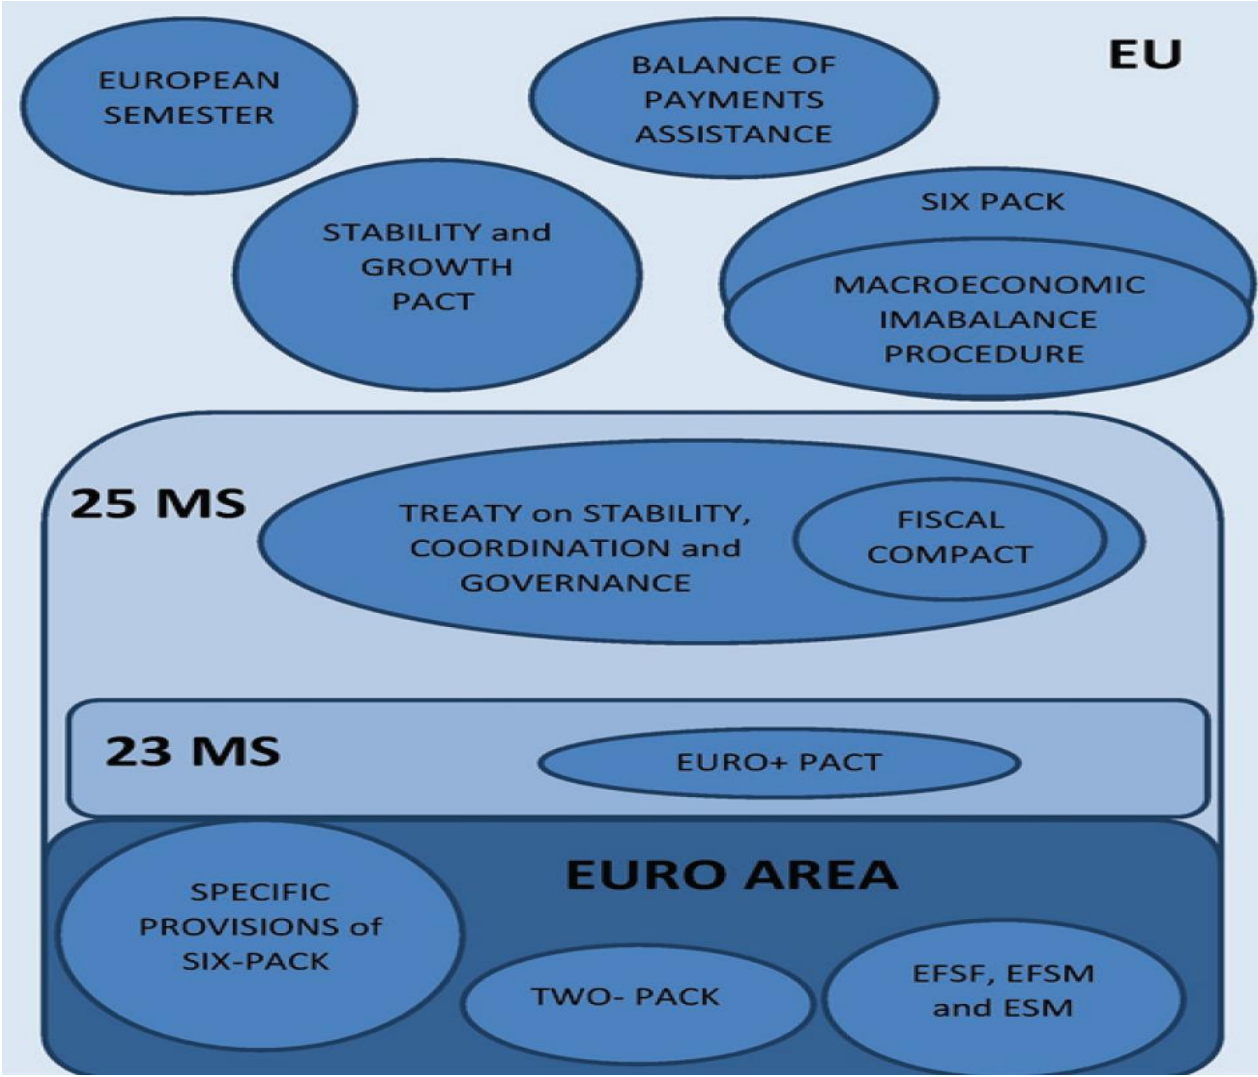 EU
EUROPEAN
SEMESTER
BALANCE OF
PAYMENTS
ASSISTANCE
STABILITY and
GROWTH
PACT
SIX PACK
MACROECONOMIC
IMABALANCE
PROCEDURE
25 MS
TREATY on STABILITY,
COORDINATION and
GOVERNANCE
FISCAL
COMPACT
23 MS
EURO+ PACT
EURO AREA
SPECIFIC
PROVISIONS of
SIX-PACK
TWO- PACK
EFSF, EFSM
and ESM